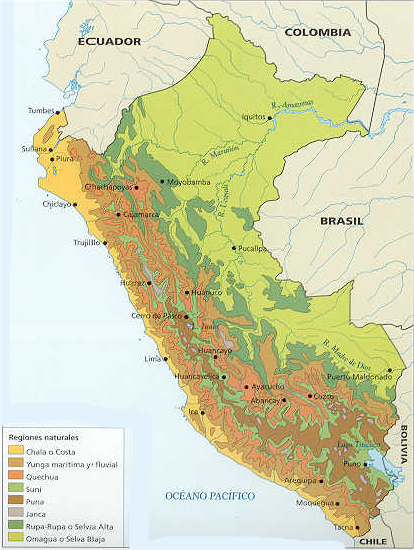 ECUADOR
COLOMBIA
Tumbes
Iquitos
R. Amazonas
Sullana
Piura
R. Marañón
Chachapoyas
Moyobamba
R. Ucayali
Chiclayo
Cajamarca
BRASIL
Trujillo
Pucallpa
Huaraz
Huánuco
Cerro de Pasco
L. Junín
Lima
Huancayo
R. Madre de Dios
Huancavelica
Puerto Maldonado
Ayacucho
Cuzco
Abancay
Ica
BOLIVIA
Lago Titicaca
Puno
Arequipa
OCÉANO PACÍFICO
Moquegua
Tacna
CHILE
Regiones naturales
Chala o Costa
Yunga marítima y fluvial
Quechua
Suni
Puna
Janca
Rupa-Rupa o Selva Alta
Omagua o Selva Blaja